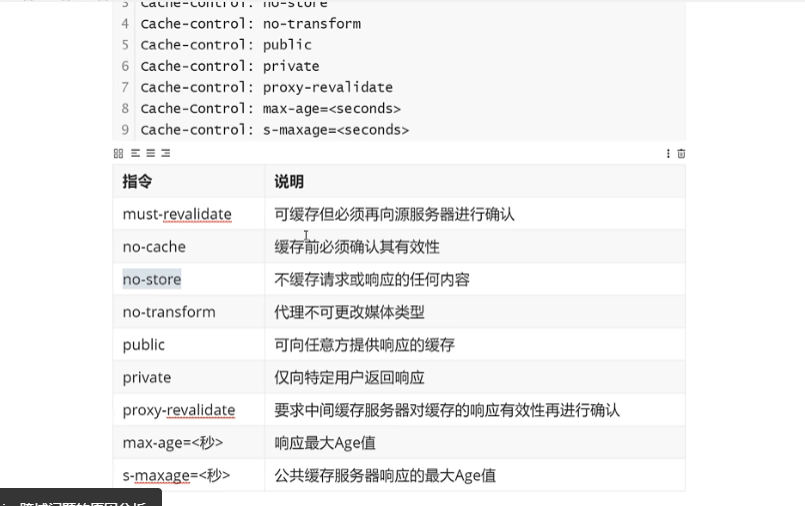 3 Cache-control: no-store
4 Cache-control: no-transform
5 Cache-control: public
6 Cache-control: private
7 Cache-control: proxy-revalidate
8 Cache-Control: max-age=<seconds>
9 Cache-control: s-maxage=<seconds>
指令 说明
must-revalidate 可缓存但必须再向源服务器进行确认
no-cache 缓存前必须确认其有效性
no-store 不缓存请求或响应的任何内容
no-transform 代理不可更改媒体类型
public 可向任意方提供响应的缓存
private 仅向特定用户返回响应
proxy-revalidate 要求中间缓存服务器对缓存的响应有效性再进行确认
max-age=<秒> 响应最大Age值
s-maxage=<秒> 公共缓存服务器响应的最大Age值
跨域问题的原因分析